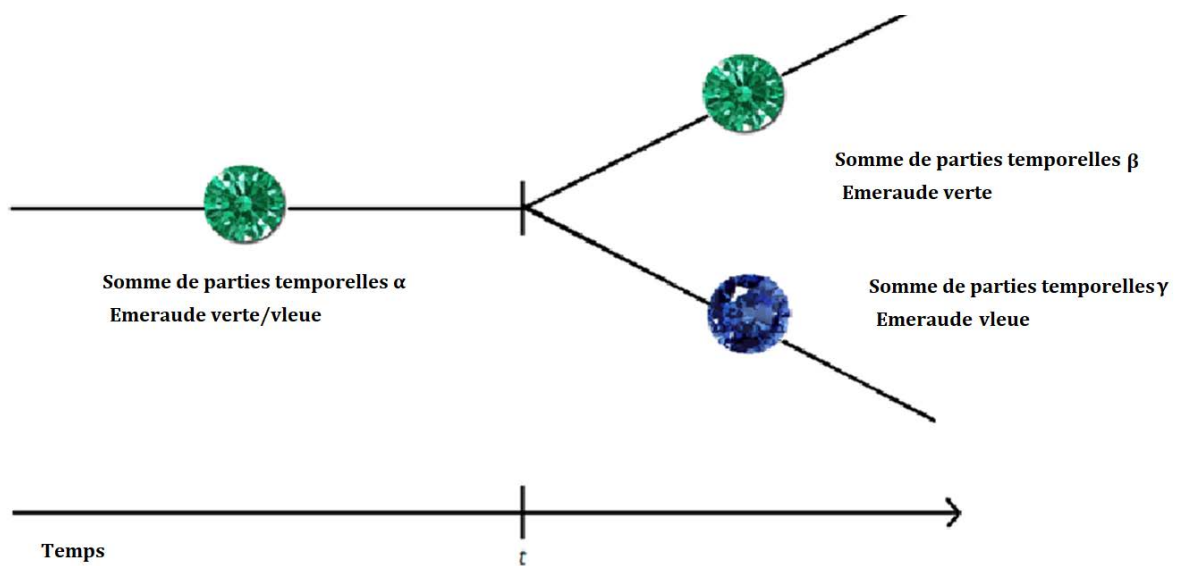 Somme de parties temporelles β
Emeraude verte
Somme de parties temporelles α
Emeraude verte/vleue
Somme de parties temporelles γ
Emeraude vleue
Temps
t